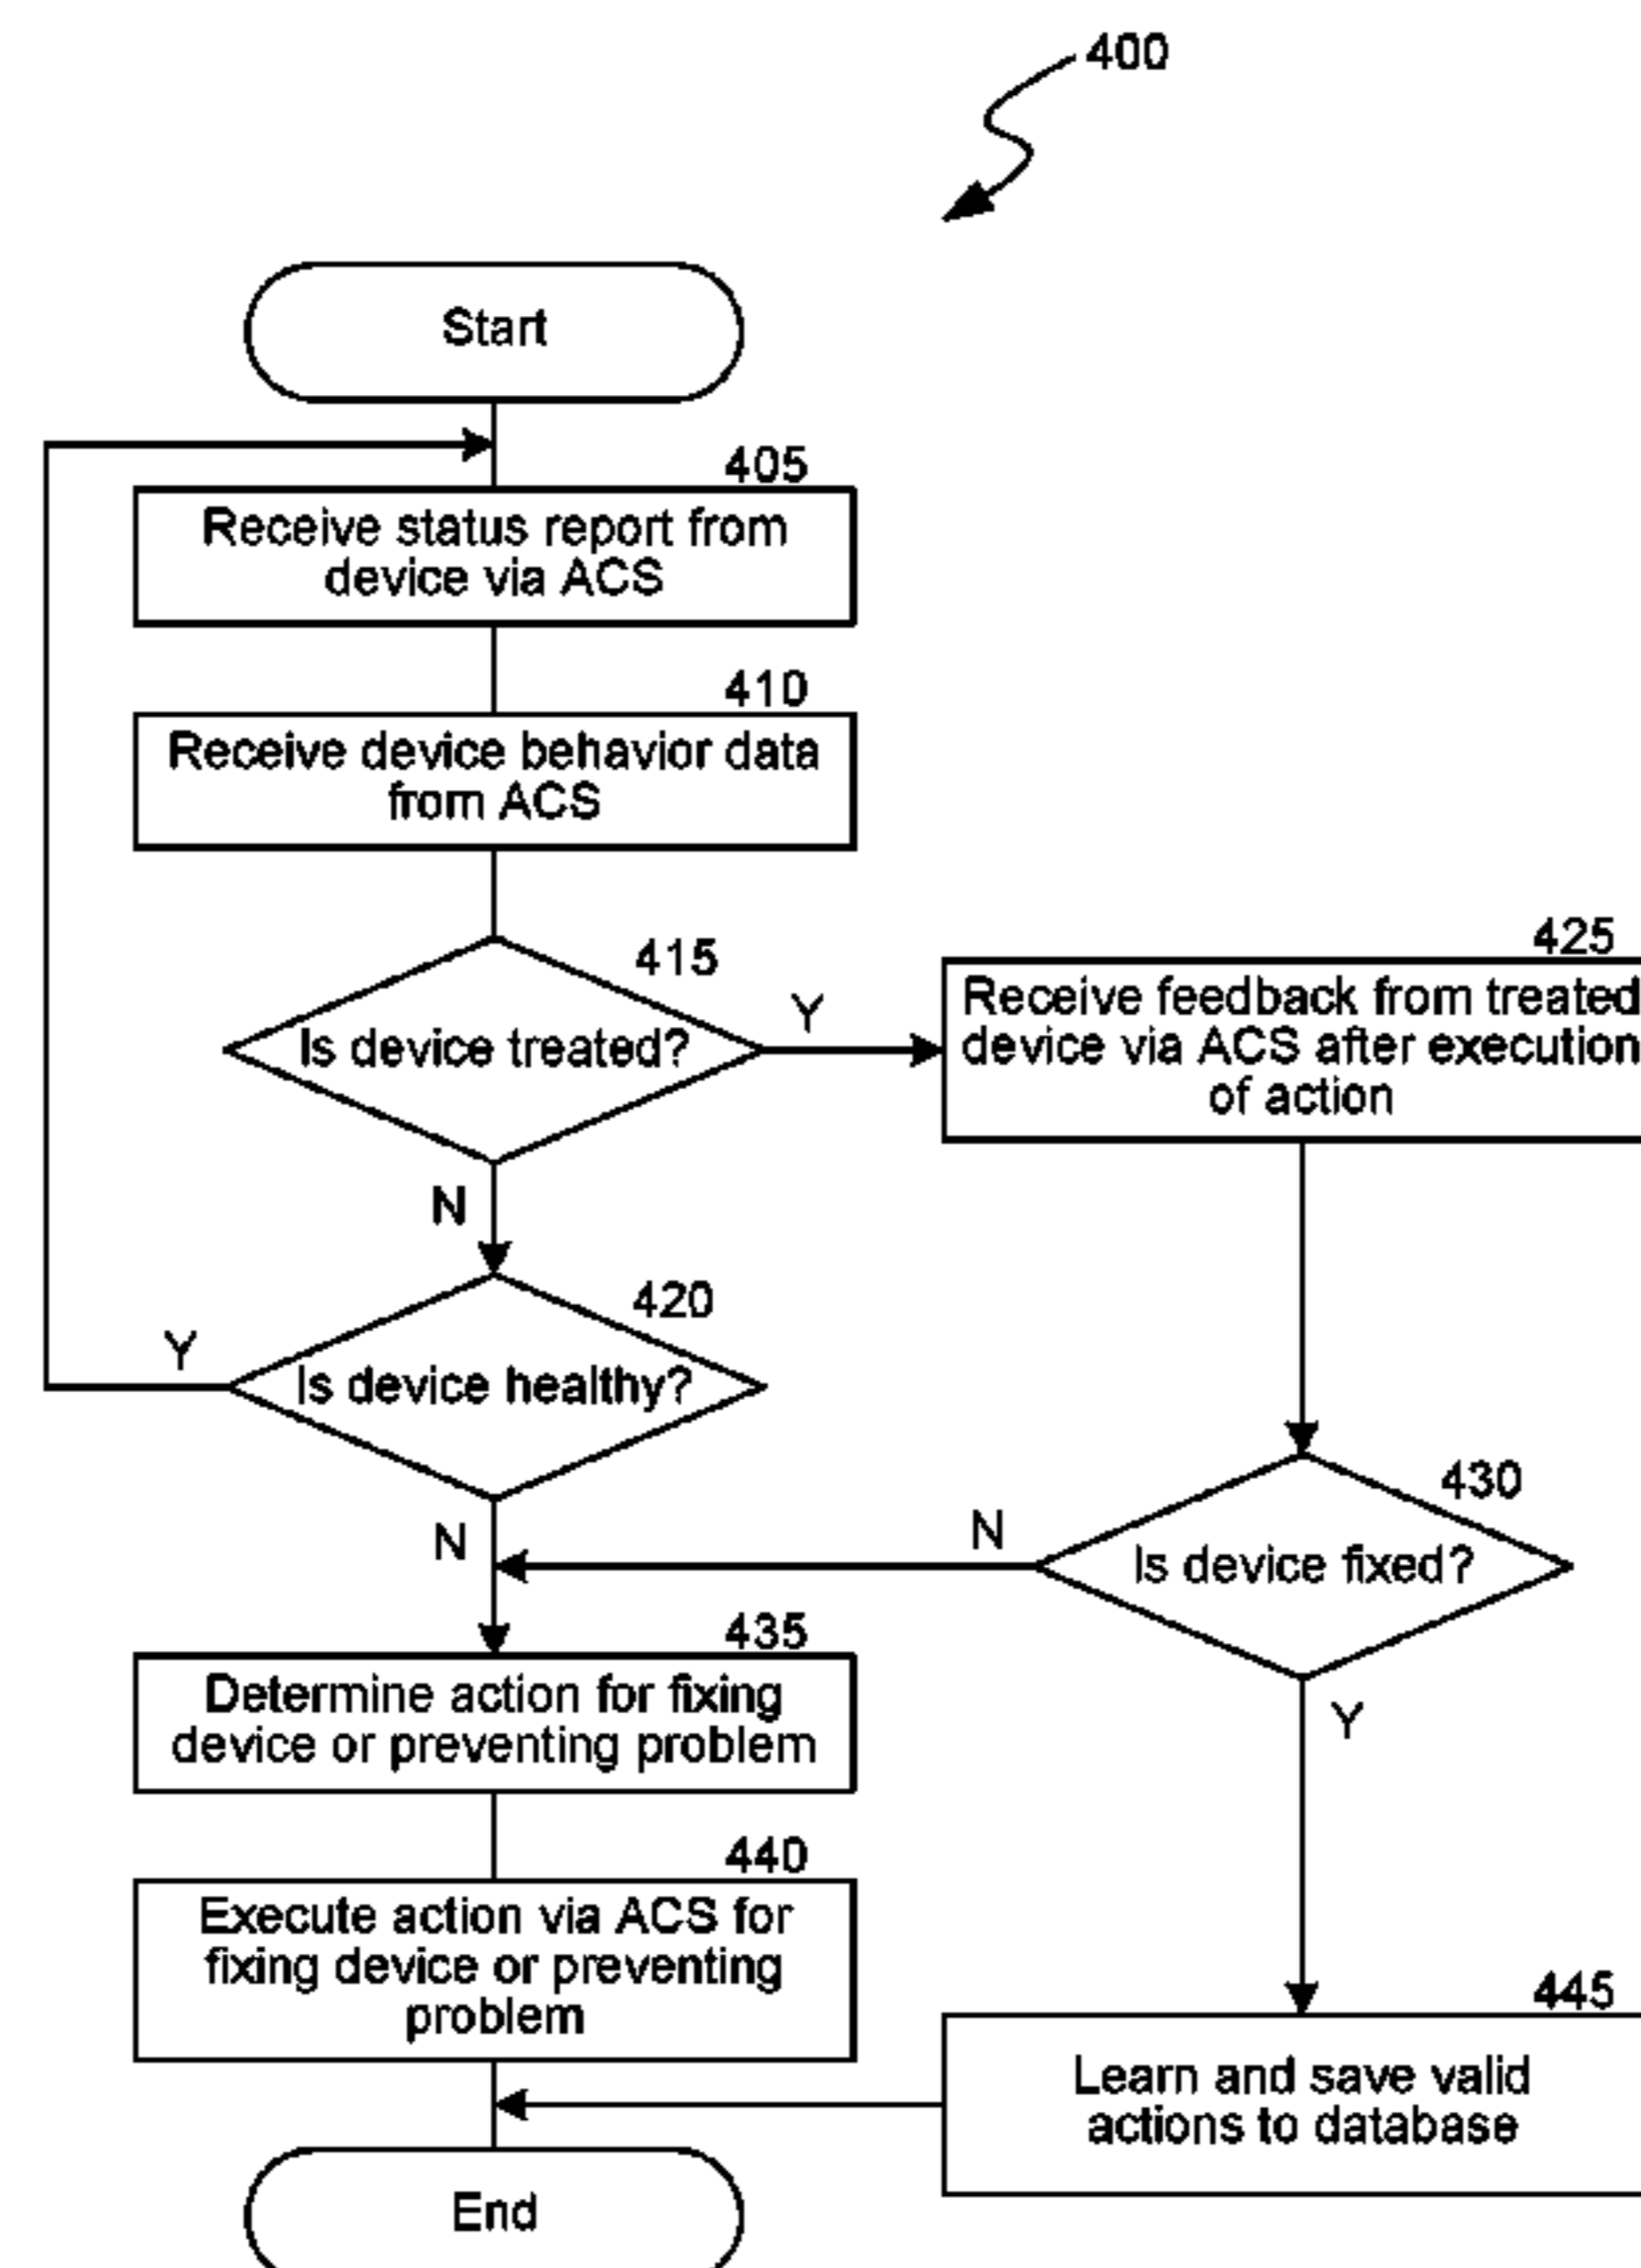 400
Start
405
Receive status report from
device via ACS
410
Receive device behavior data
from ACS
415
Is device treated?
Y
N
425
Receive feedback from treated
device via ACS after execution
of action
420
Is device healthy?
Y
N
430
Is device fixed?
N
Y
435
Determine action for fixing
device or preventing problem
440
Execute action via ACS for
fixing device or preventing
problem
445
Learn and save valid
actions to database
End